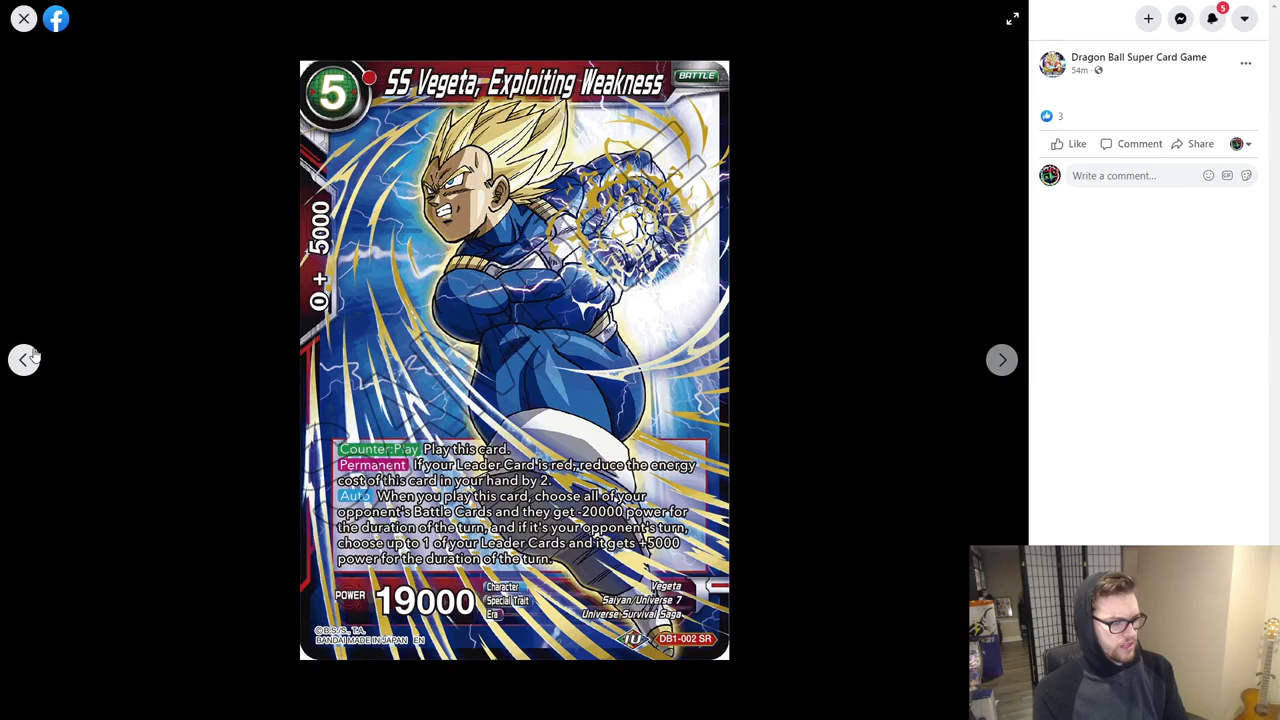 5
SS Vegeta, Exploiting Weakness
BATTLE
0 + 5000
Counter:Play Play this card.
Permanent If your Leader Card is red, reduce the energy
cost of this card in your hand by 2.
Auto When you play this card, choose all of your
opponent's Battle Cards and they get -20000 power for
the duration of the turn, and if it's your opponent's turn,
choose up to 1 of your Leader Cards and it gets +5000
power for the duration of the turn.
POWER 19000
Character Vegeta
Special Trait Saiyan/Universe 7
Era Universe Survival Saga
©B.S/S., T.A.
BANDAI MADE IN JAPAN EN
IU DB1-002 SR
5
Dragon Ball Super Card Game
54m ·
3
Like Comment Share
Write a comment...
GIF